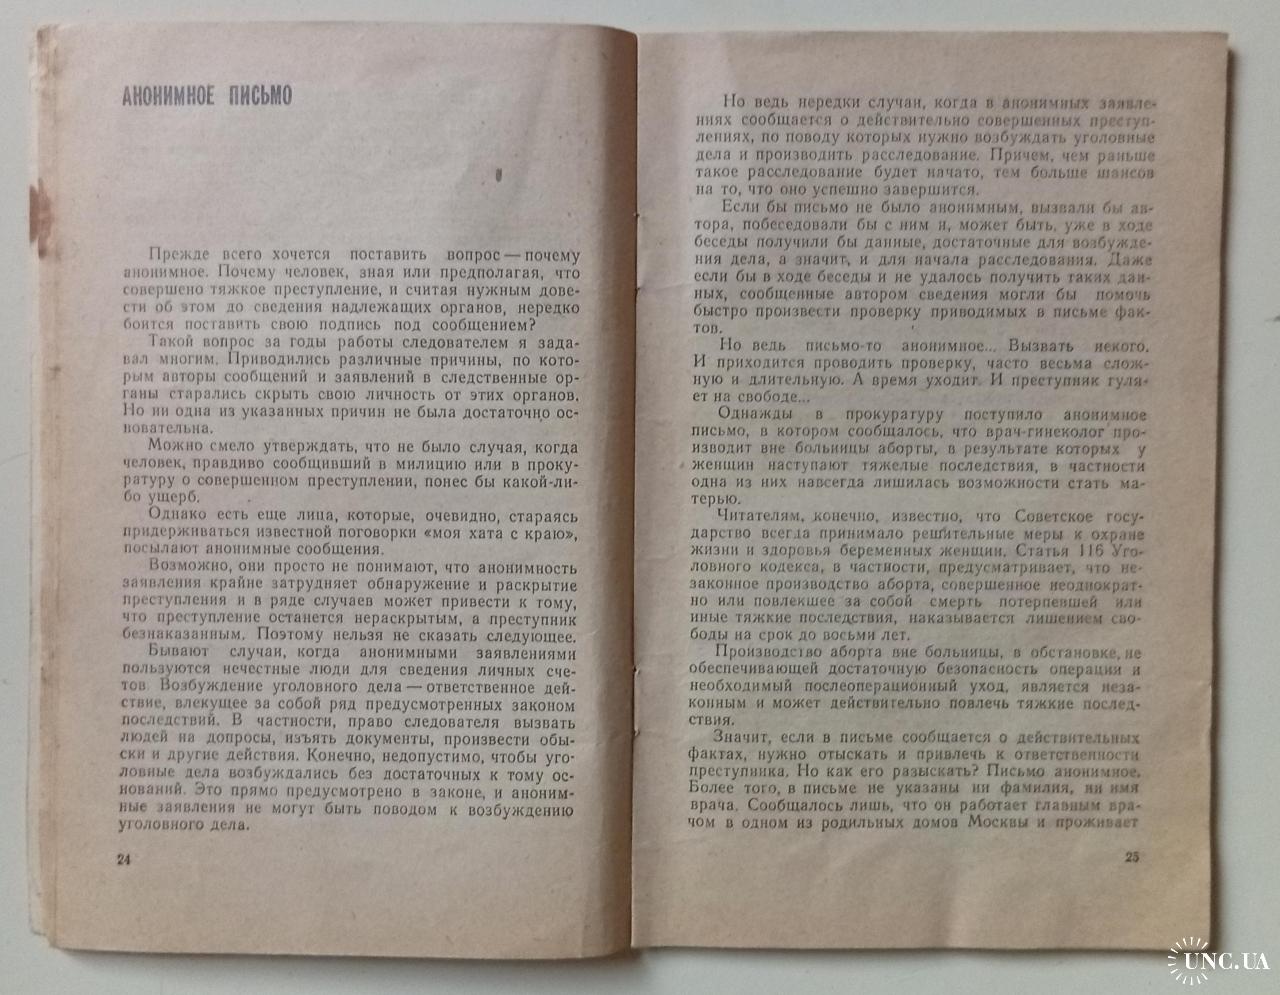 АНОНИМНОЕ ПИСЬМО
Прежде всего хочется поставить вопрос — почему
анонимное. Почему человек, зная или предполагая, что
совершено тяжкое преступление, и считая нужным дове-
сти об этом до сведения надлежащих органов, нередко
боится поставить свою подпись под сообщением?
Такой вопрос за годы работы следователем я зада-
вал многим. Приводились различные причины, по кото-
рым авторы сообщений и заявлений в следственные ор-
ганы старались скрыть свою личность от этих органов.
Но ни одна из указанных причин не была достаточно ос-
новательна.
Можно смело утверждать, что не было случая, когда
человек, правдиво сообщивший в милицию или в проку-
ратуру о совершенном преступлении, понес бы какой-ли-
бо ущерб.
Однако есть еще лица, которые, очевидно, стараясь
придерживаться известной поговорки «моя хата с краю»,
посылают анонимные сообщения.
Возможно, они просто не понимают, что анонимность
заявления крайне затрудняет обнаружение и раскрытие
преступления и в ряде случаев может привести к тому,
что преступление останется нераскрытым, а преступник
безнаказанным. Поэтому нельзя не сказать следующее.
Бывают случаи, когда анонимными заявлениями
пользуются нечестные люди для сведения личных сче-
тов. Возбуждение уголовного дела — ответственное дей-
ствие, влекущее за собой ряд предусмотренных законом
последствий. В частности, право следователя вызвать
людей на допросы, изъять документы, произвести обы-
ски и другие действия. Конечно, недопустимо, чтобы уго-
ловные дела возбуждались без достаточных к тому ос-
нований. Это прямо предусмотрено в законе, и аноним-
ные заявления не могут быть поводом к возбуждению
уголовного дела.
24
Но ведь нередки случаи, когда в анонимных заявле-
ниях сообщается о действительно совершенных преступ-
лениях, по поводу которых нужно возбуждать уголовные
дела и производить расследование. Причем, чем раньше
такое расследование будет начато, тем больше шансов
на то, что оно успешно завершится.
Если бы письмо не было анонимным, вызвали бы ав-
тора, побеседовали бы с ним и, может быть, уже в ходе
беседы получили бы данные, достаточные для возбужде-
ния дела, а значит, и для начала расследования. Даже
если бы в ходе беседы и не удалось получить таких дан-
ных, сообщенные автором сведения могли бы помочь
быстро произвести проверку приводимых в письме фак-
тов.
Но ведь письмо-то анонимное... Вызвать некого.
И приходится проводить проверку, часто весьма слож-
ную и длительную. А время уходит. И преступник гуля-
ет на свободе...
Однажды в прокуратуру поступило анонимное
письмо, в котором сообщалось, что врач-гинеколог про-
изводит вне больницы аборты, в результате которых у
женщин наступают тяжелые последствия, в частности
одна из них навсегда лишилась возможности стать ма-
терью.
Читателям, конечно, известно, что Советское госу-
дарство всегда принимало решительные меры к охране
жизни и здоровья беременных женщин. Статья 116 Уго-
ловного кодекса, в частности, предусматривает, что не-
законное производство аборта, совершенное неоднократ-
но или повлекшее за собой смерть потерпевшей или
иные тяжкие последствия, наказывается лишением сво-
боды на срок до восьми лет.
Производство аборта вне больницы, в обстановке, не
обеспечивающей достаточную безопасность операции и
необходимый послеоперационный уход, является неза-
конным и может действительно повлечь тяжкие послед-
ствия.
Значит, если в письме сообщается о действительных
фактах, нужно отыскать и привлечь к ответственности
преступника. Но как его разыскать? Письмо анонимное.
Более того, в письме не указаны ни фамилия, ни имя
врача. Сообщалось лишь, что он работает главным вра-
чом в одном из родильных домов Москвы и проживает
25
UNC.UA